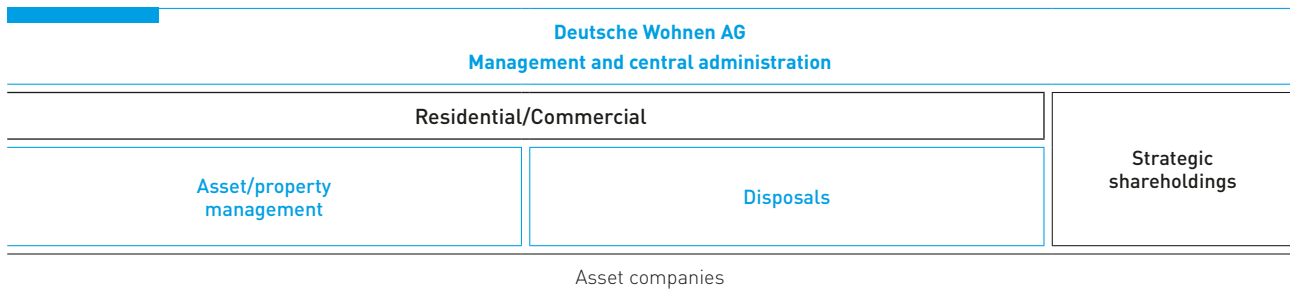 Deutsche Wohnen AG
Management and central administration
Residential/Commercial
Strategic
shareholdings
Asset/property
management
Disposals
Asset companies